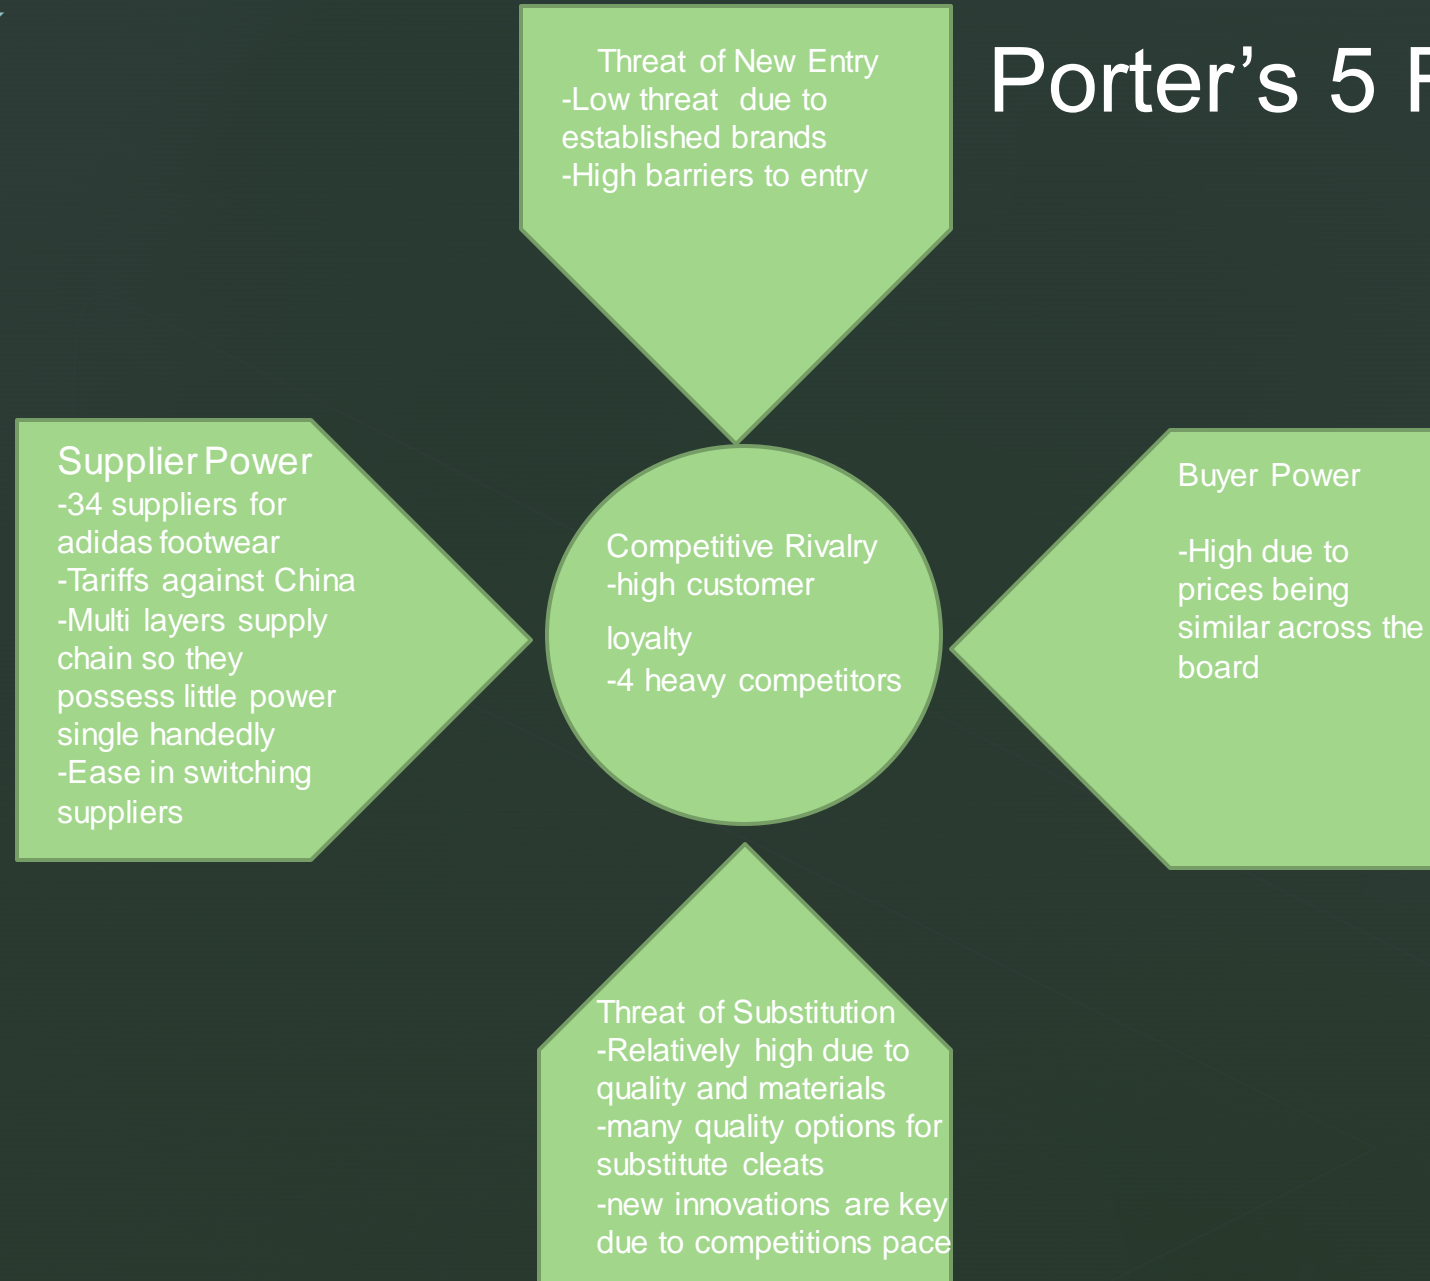 Porter’s 5 F
Threat of New Entry
-Low threat due to
established brands
-High barriers to entry
Supplier Power
-34 suppliers for
adidas footwear
-Tariffs against China
-Multi layers supply
chain so they
possess little power
single handedly
-Ease in switching
suppliers
Competitive Rivalry
-high customer
loyalty
-4 heavy competitors
Buyer Power
-High due to
prices being
similar across the
board
Threat of Substitution
-Relatively high due to
quality and materials
-many quality options for
substitute cleats
-new innovations are key
due to competitions pace